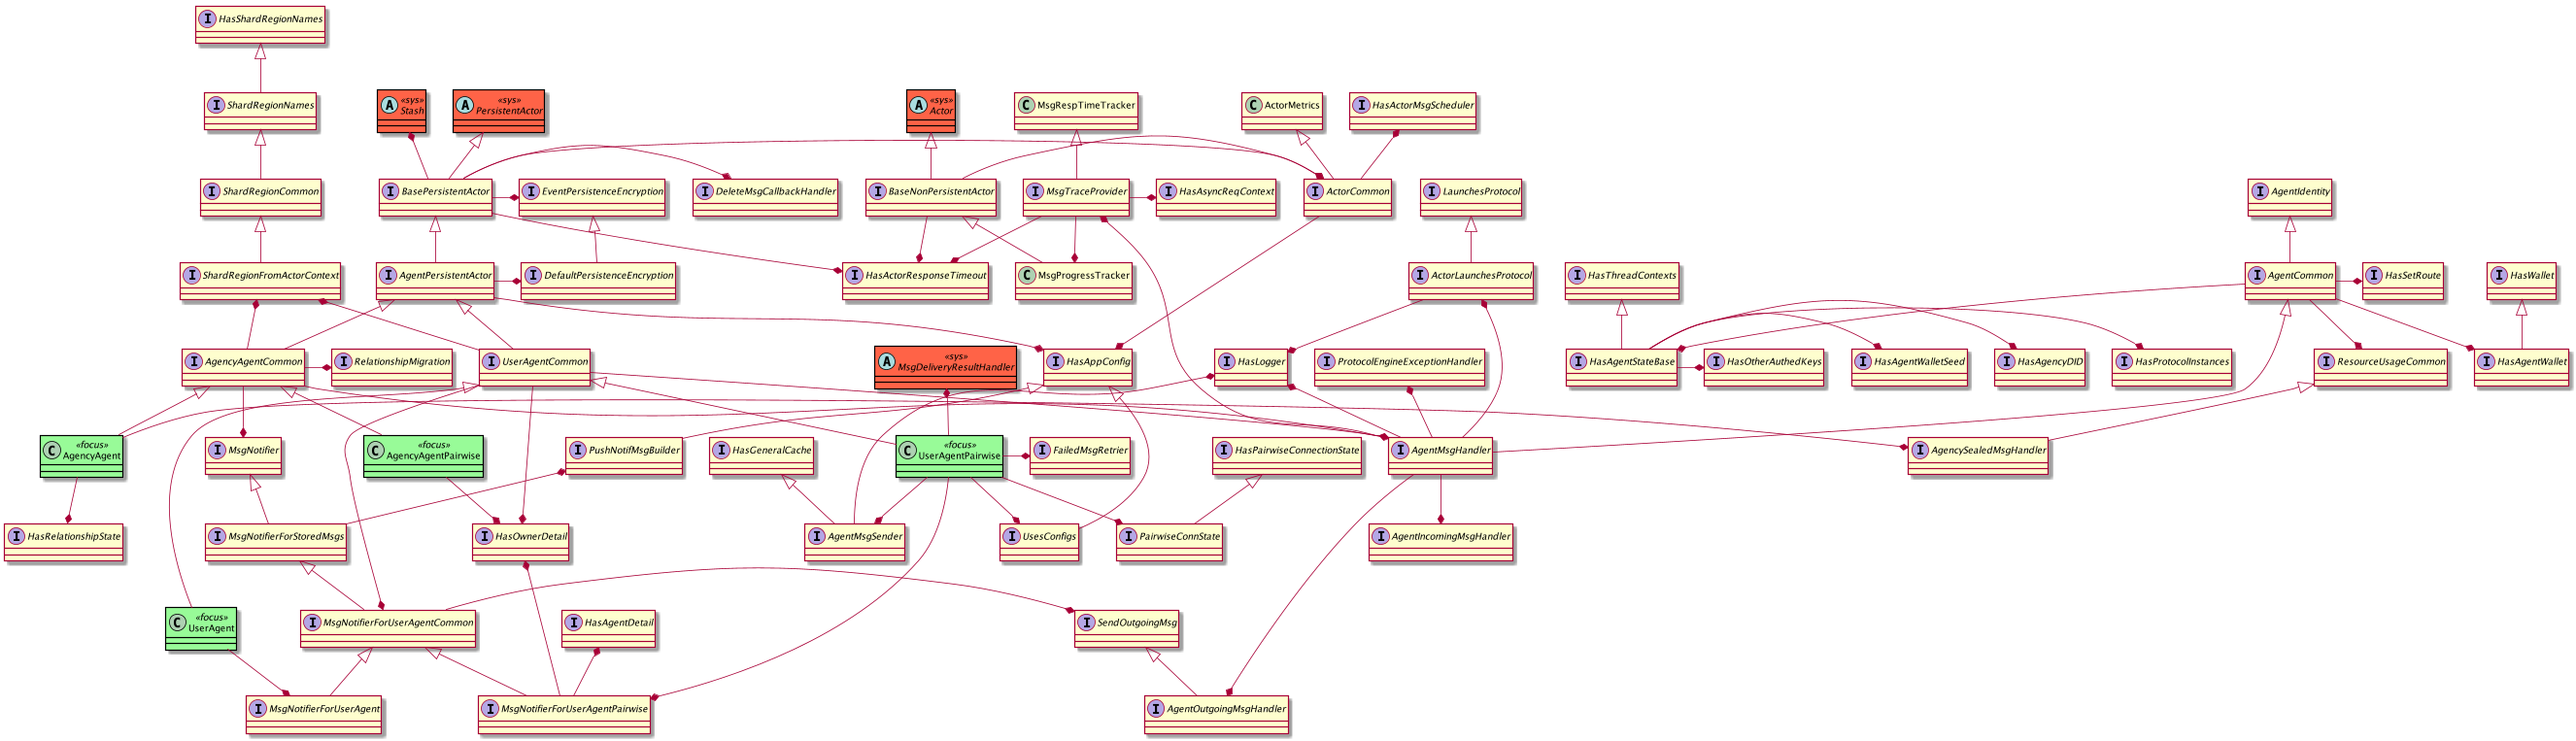 I HasShardRegionNames
I ShardRegionNames
A «sys»
Stash
A «sys»
PersistentActor
A «sys»
Actor
C MsgRespTimeTracker
C ActorMetrics
I HasActorMsgScheduler
I ShardRegionCommon
I BasePersistentActor
I EventPersistenceEncryption
I DeleteMsgCallbackHandler
I BaseNonPersistentActor
I MsgTraceProvider
I HasAsyncReqContext
I ActorCommon
I LaunchesProtocol
I AgentIdentity
I ShardRegionFromActorContext
I AgentPersistentActor
I DefaultPersistenceEncryption
I HasActorResponseTimeout
C MsgProgressTracker
I ActorLaunchesProtocol
I HasThreadContexts
I AgentCommon
I HasSetRoute
I HasWallet
I AgencyAgentCommon
I RelationshipMigration
I UserAgentCommon
A «sys»
MsgDeliveryResultHandler
I HasAppConfig
I HasLogger
I ProtocolEngineExceptionHandler
I HasAgentStateBase
I HasOtherAuthedKeys
I HasAgentWalletSeed
I HasAgencyDID
I HasProtocolInstances
I ResourceUsageCommon
I HasAgentWallet
C «focus»
AgencyAgent
I MsgNotifier
C «focus»
AgencyAgentPairwise
I PushNotifMsgBuilder
I HasGeneralCache
C «focus»
UserAgentPairwise
I FailedMsgRetrier
I HasPairwiseConnectionState
I AgentMsgHandler
I AgencySealedMsgHandler
I HasRelationshipState
I MsgNotifierForStoredMsgs
I HasOwnerDetail
I AgentMsgSender
I UsesConfigs
I PairwiseConnState
I AgentIncomingMsgHandler
C «focus»
UserAgent
I MsgNotifierForUserAgentCommon
I HasAgentDetail
I SendOutgoingMsg
I MsgNotifierForUserAgent
I MsgNotifierForUserAgentPairwise
I AgentOutgoingMsgHandler